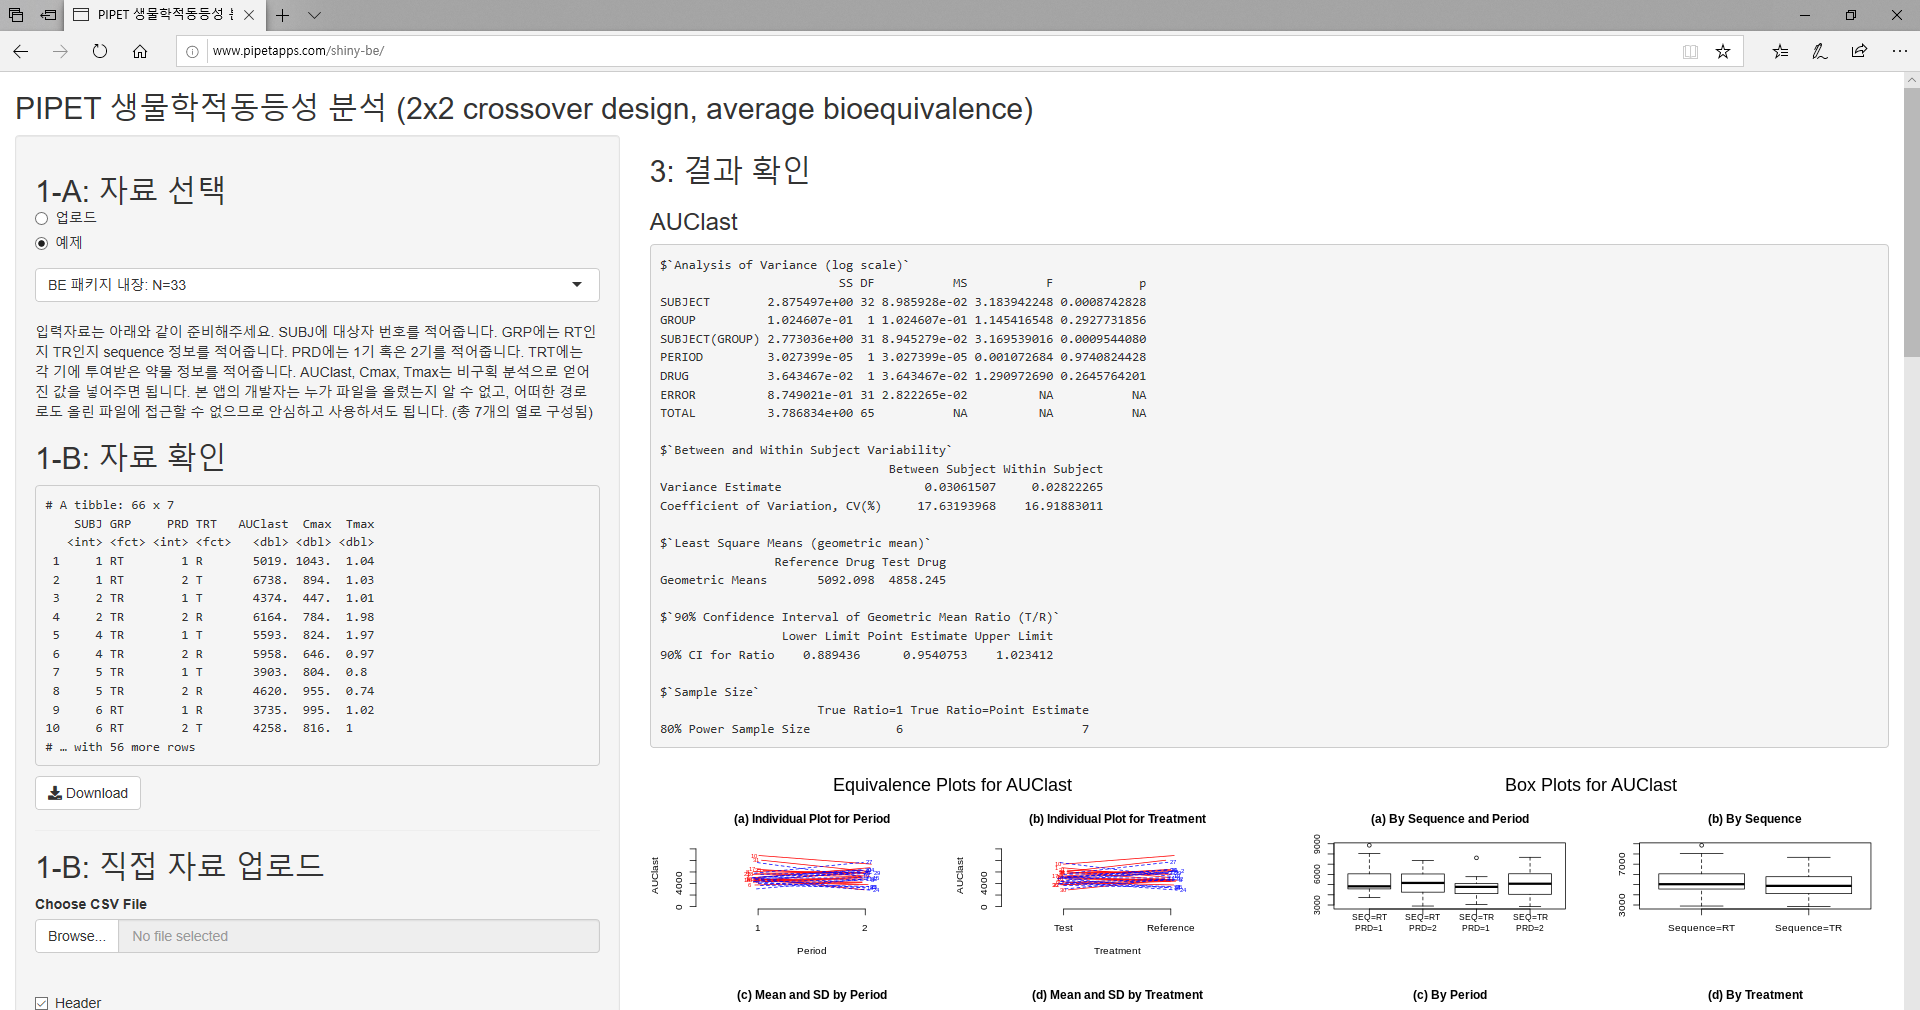 PIPET 생물학적동등성 분
www.pipetapps.com/shiny-be/
PIPET 생물학적동등성 분석 (2x2 crossover design, average bioequivalence)
1-A: 자료 선택
업로드
예제
BE 패키지 내장: N=33
입력자료는 아래와 같이 준비해주세요. SUBJ에 대상자 번호를 적어줍니다. GRP에는 RT인
지 TR인지 sequence 정보를 적어줍니다. PRD에는 1기 혹은 2기를 적어줍니다. TRT에는
각 기에 투여받은 약물 정보를 적어줍니다. AUClast, Cmax, Tmax는 비구획 분석으로 얻어
진 값을 넣어주면 됩니다. 본 앱의 개발자는 누가 파일을 올렸는지 알 수 없고, 어떠한 경로
로도 올린 파일에 접근할 수 없으므로 안심하고 사용하셔도 됩니다. (총 7개의 열로 구성됨)
1-B: 자료 확인
# A tibble: 66 x 7
SUBJ GRP PRD TRT AUClast Cmax Tmax
<int> <fct> <int> <fct> <dbl> <dbl> <dbl>
1 1 RT 1 R 5019. 1043. 1.04
2 1 RT 2 T 6738. 894. 1.03
3 2 TR 1 T 4374. 447. 1.01
4 2 TR 2 R 6164. 784. 1.98
5 4 TR 1 T 5593. 824. 1.97
6 4 TR 2 R 5958. 646. 0.97
7 5 TR 1 T 3903. 804. 0.8
8 5 TR 2 R 4620. 955. 0.74
9 6 RT 1 R 3735. 995. 1.02
10 6 RT 2 T 4258. 816. 1
# … with 56 more rows
Download
1-B: 직접 자료 업로드
Choose CSV File
Browse... No file selected
Header
3: 결과 확인
AUClast
$`Analysis of Variance (log scale)`
SS DF MS F p
SUBJECT 2.875497e+00 32 8.985928e-02 3.183942248 0.0008742828
GROUP 1.024607e-01 1 1.024607e-01 1.145416548 0.2927731856
SUBJECT(GROUP) 2.773036e+00 31 8.945279e-02 3.169539016 0.0009544080
PERIOD 3.027399e-05 1 3.027399e-05 0.001072684 0.9740824428
DRUG 3.643467e-02 1 3.643467e-02 1.290972690 0.2645764201
ERROR 8.749021e-01 31 2.822265e-02 NA NA
TOTAL 3.786834e+00 65 NA NA NA
$`Between and Within Subject Variability`
Between Subject Within Subject
Variance Estimate 0.03061507 0.02822265
Coefficient of Variation, CV(%) 17.63193968 16.91883011
$`Least Square Means (geometric mean)`
Reference Drug Test Drug
Geometric Means 5092.098 4858.245
$`90% Confidence Interval of Geometric Mean Ratio (T/R)`
Lower Limit Point Estimate Upper Limit
90% CI for Ratio 0.889436 0.9540753 1.023412
$`Sample Size`
True Ratio=1 True Ratio=Point Estimate
80% Power Sample Size 6 7
Equivalence Plots for AUClast
(a) Individual Plot for Period
AUClast
0 4000
1 2
Period
(b) Individual Plot for Treatment
AUClast
0 4000
Test Reference
Treatment
(c) Mean and SD by Period
(d) Mean and SD by Treatment
Box Plots for AUClast
(a) By Sequence and Period
3000 6000 9000
SEQ=RT SEQ=RT SEQ=TR SEQ=TR
PRD=1 PRD=2 PRD=1 PRD=2
(b) By Sequence
3000 7000
Sequence=RT Sequence=TR
(c) By Period
(d) By Treatment